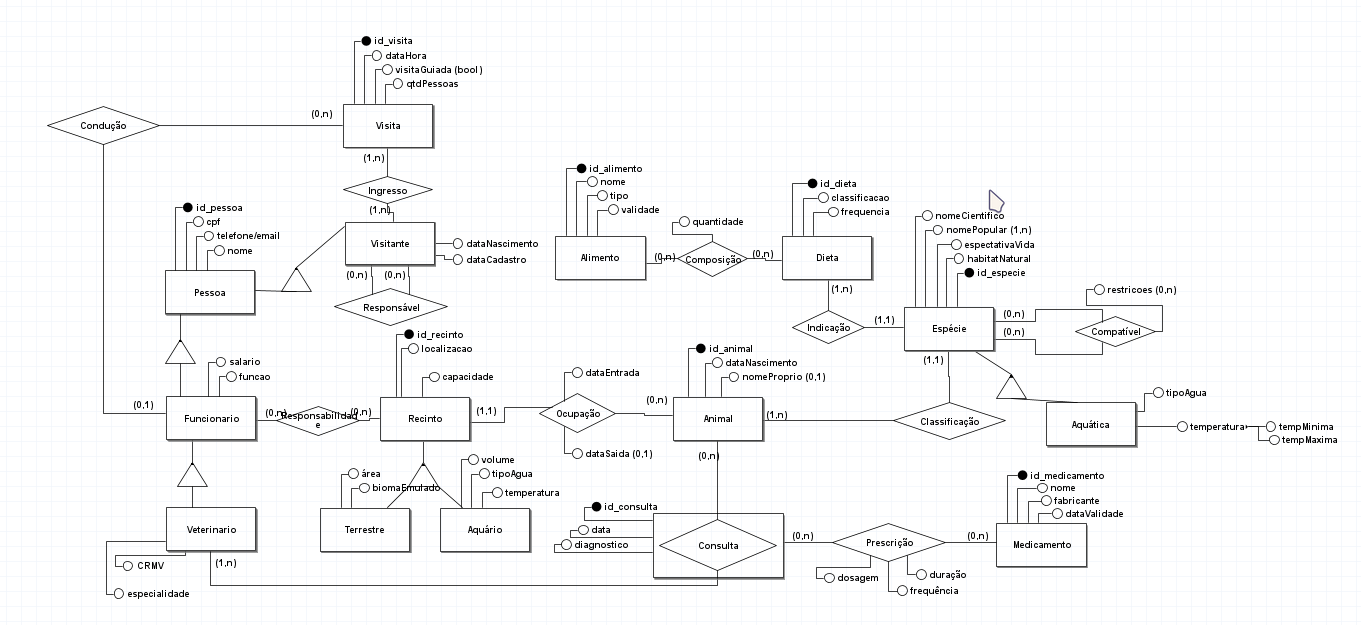 id_visita
dataHora
visitaGuiada (bool)
qtdPessoas
Condução
(0,n)
Visita
(1,n)
Ingresso
(1,n)
Visitante
dataNascimento
dataCadastro
(0,n)
(0,n)
Responsável
id_pessoa
cpf
telefone/email
nome
Pessoa
id_alimento
nome
tipo
validade
Alimento
(0,n)
quantidade
Composição
(0,n)
id_dieta
classificacao
frequencia
Dieta
(1,n)
Indicação
(1,1)
nomeCientifico
nomePopular (1,n)
espectativaVida
habitatNatural
id_especie
Espécie
(0,n)
(0,n)
restricoes (0,n)
Compatível
(1,1)
salario
funcao
(0,1)
Funcionario
(0,n)
Responsabilidad
e
(0,n)
id_recinto
localizacao
capacidade
Recinto
(1,1)
dataEntrada
Ocupação
dataSaida (0,1)
(0,n)
id_animal
dataNascimento
nomeProprio (0,1)
Animal
(1,n)
(0,n)
Classificação
Aquática
tipoAgua
temperatura
tempMinima
tempMaxima
área
biomaEmulado
Terrestre
volume
tipoAgua
temperatura
Aquário
Veterinario
(1,n)
CRMV
especialidade
id_consulta
data
diagnostico
Consulta
(0,n)
Prescrição
(0,n)
dosagem
duração
frequência
id_medicamento
nome
fabricante
dataValidade
Medicamento